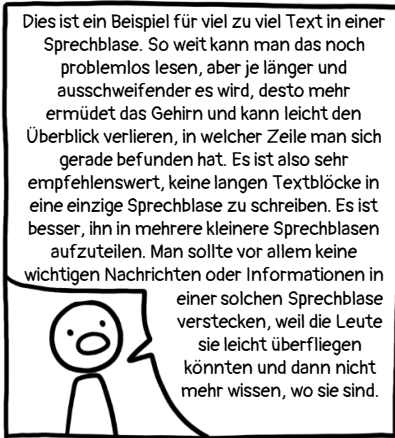 Dies ist ein Beispiel für viel zu viel Text in einer
Sprechblase. So weit kann man das noch
problemlos lesen, aber je länger und
ausschweifender es wird, desto mehr
ermüdet das Gehirn und kann leicht den
Überblick verlieren, in welcher Zeile man sich
gerade befunden hat. Es ist also sehr
empfehlenswert, keine langen Textblöcke in
eine einzige Sprechblase zu schreiben. Es ist
besser, ihn in mehrere kleinere Sprechblasen
aufzuteilen. Man sollte vor allem keine
wichtigen Nachrichten oder Informationen in
einer solchen Sprechblase
verstecken, weil die Leute
sie leicht überfliegen
könnten und dann nicht
mehr wissen, wo sie sind.